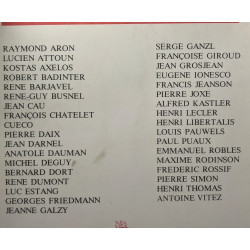 RAYMOND ARON
LUCIEN ATTOUN
KOSTAS AXELOS
ROBERT BADINTER
RENE BARJAVEL
RENE-GUY BUSNEL
JEAN CAU
FRANÇOIS CHATELET
CUECO
PIERRE DAIX
JEAN DARNEL
ANATOLE DAUMAN
MICHEL DEGUY
BERNARD DORT
RENE DUMONT
LUC ESTANG
GEORGES FRIEDMANN
JEANNE GALZY
SERGE GANZL
FRANÇOISE GIROUD
JEAN GROSJEAN
EUGENE IONESCO
FRANCIS JEANSON
PIERRE JOXE
ALFRED KASTLER
HENRI LECLER
HENRI LIBERTALIS
LOUIS PAUWELS
PAUL PUAUX
EMMANUEL ROBLES
MAXIME RODINSON
FREDERIC ROSSIF
PIERRE SIMON
HENRI THOMAS
ANTOINE VITEZ